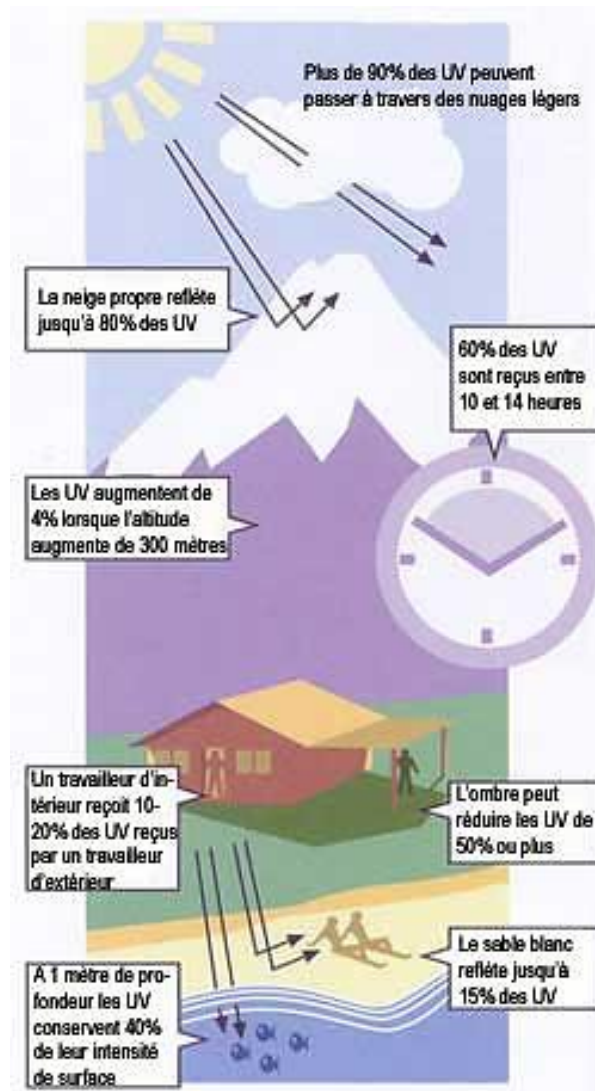 Plus de 90% des UV peuvent
passer à travers des nuages légers
La neige propre reflète
jusqu'à 80% des UV
60% des UV
sont reçus entre
10 et 14 heures
Les UV augmentent de
4% lorsque l'altitude
augmente de 300 mètres
Un travailleur d'in-
térieur reçoit 10-
20% des UV reçus
par un travailleur
d'extérieur
L'ombre peut
réduire les UV de
50% ou plus
Le sable blanc
reflète jusqu'à
15% des UV
A 1 mètre de pro-
fondeur les UV
conservent 40%
de leur intensité
de surface